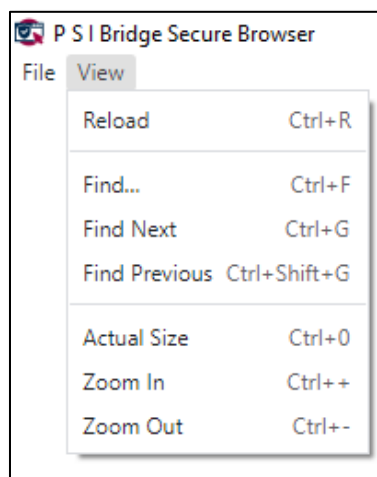 P S I Bridge Secure Browser
File View
Reload Ctrl+R
Find... Ctrl+F
Find Next Ctrl+G
Find Previous Ctrl+Shift+G
Actual Size Ctrl+0
Zoom In Ctrl++
Zoom Out Ctrl+-